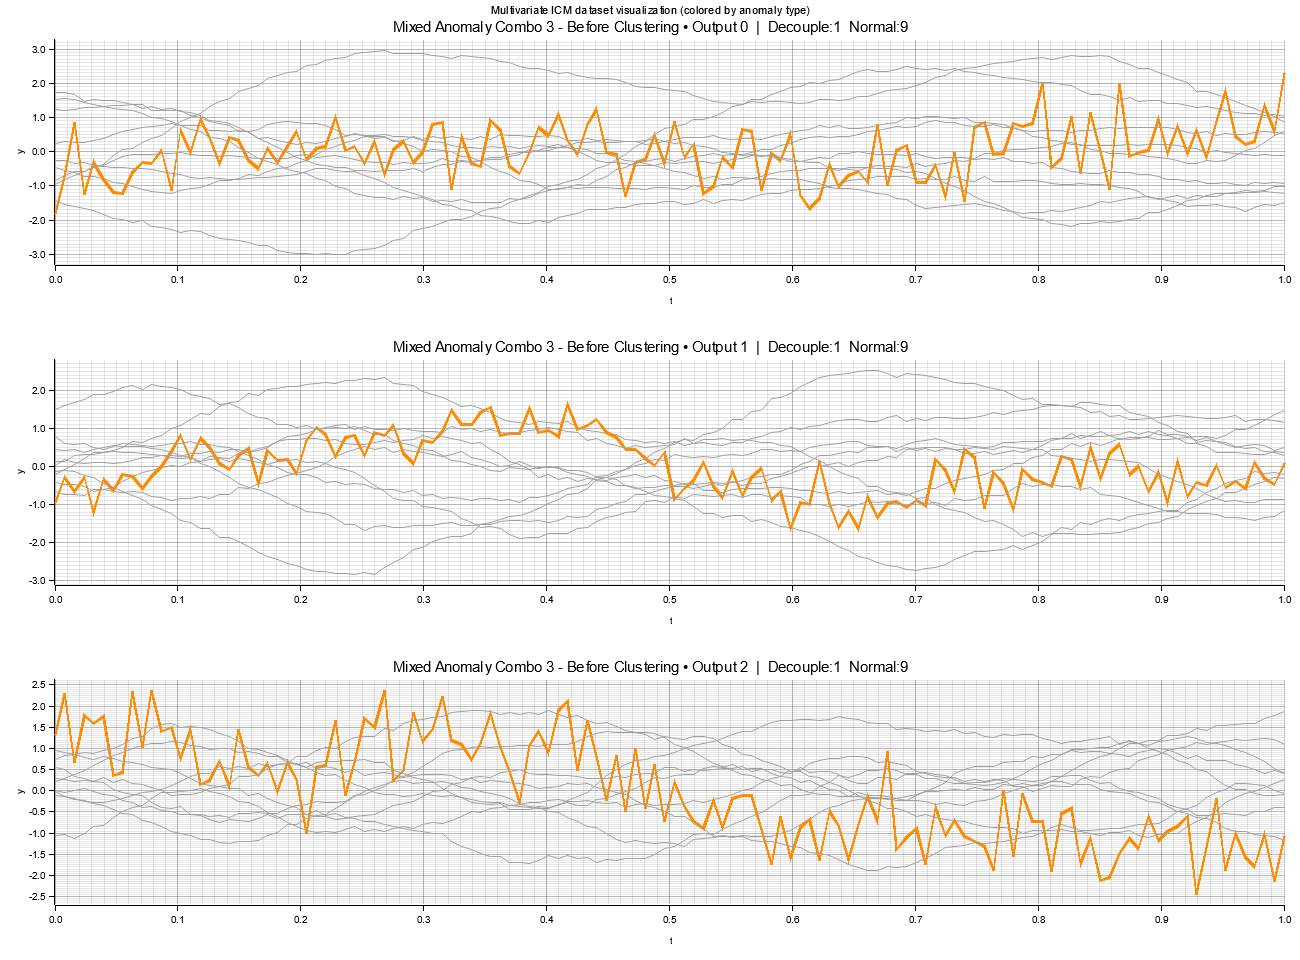 Multivariate ICM dataset visualization (colored by anomaly type)
Mixed Anomaly Combo 3 - Before Clustering • Output 0 | Decouple:1 Normal:9
3.0
2.0
1.0
0.0
-1.0
-2.0
-3.0
y
0.0 0.1 0.2 0.3 0.4 0.5 0.6 0.7 0.8 0.9 1.0
t
Mixed Anomaly Combo 3 - Before Clustering • Output 1 | Decouple:1 Normal:9
2.0
1.0
0.0
-1.0
-2.0
-3.0
y
0.0 0.1 0.2 0.3 0.4 0.5 0.6 0.7 0.8 0.9 1.0
t
Mixed Anomaly Combo 3 - Before Clustering • Output 2 | Decouple:1 Normal:9
2.5
2.0
1.5
1.0
0.5
0.0
-0.5
-1.0
-1.5
-2.0
-2.5
y
0.0 0.1 0.2 0.3 0.4 0.5 0.6 0.7 0.8 0.9 1.0
t